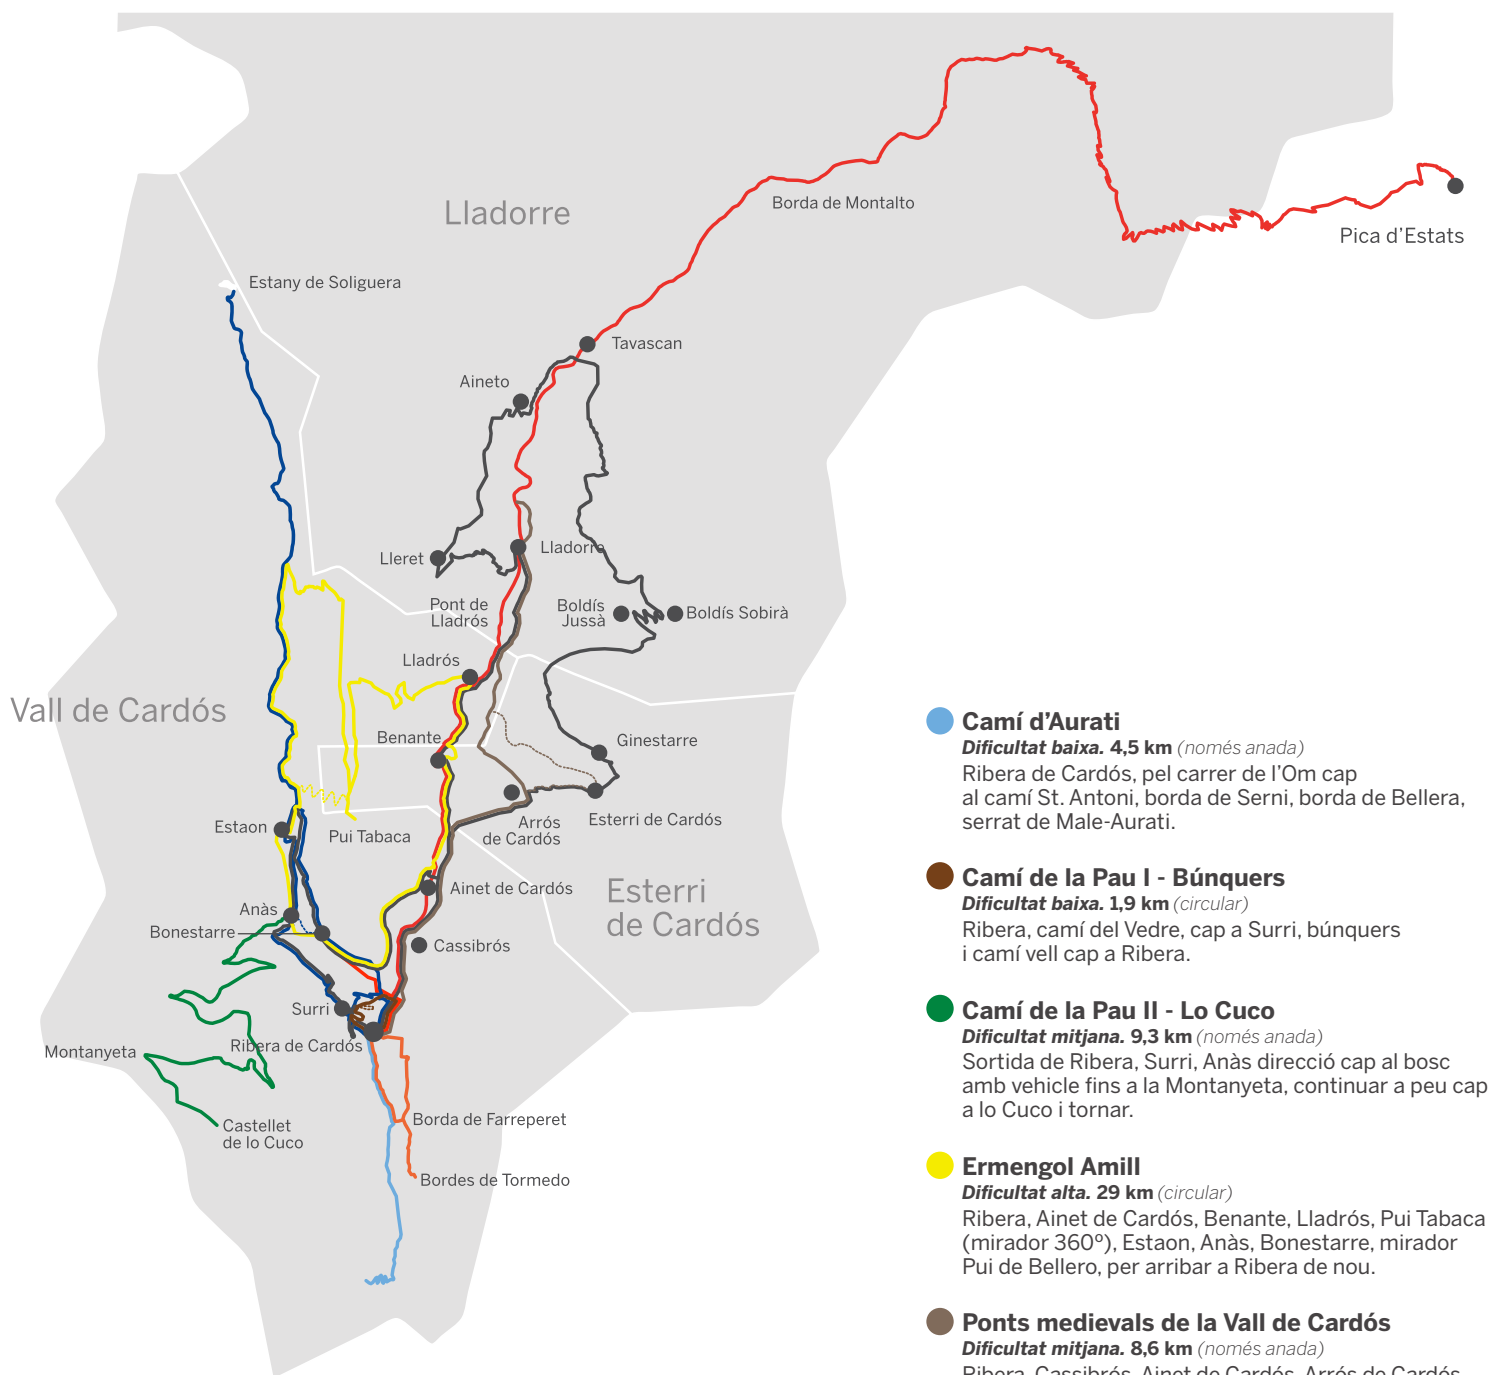 Lladorre
Borda de Montalto
Pica d'Estats
Estany de Soliguera
Tavascan
Aineto
Lleret
Lladorre
Pont de
Lladrós
Boldís
Jussà
Boldís Sobirà
Lladrós
Vall de Cardós
Benante
Ginestarre
Estaon
Pui Tabaca
Arrós
de Cardós
Esterri de Cardós
Ainet de Cardós
Esterri
de Cardós
Anàs
Bonestarre
Cassibrós
Surri
Ribera de Cardós
Montanyeta
Castellet
de lo Cuco
Borda de Farreperet
Bordes de Tormedo
Camí d'Aurati
Dificultat baixa. 4,5 km (només anada)
Ribera de Cardós, pel carrer de l'Om cap
al camí St. Antoni, borda de Serni, borda de Bellera,
serrat de Male-Aurati.
Camí de la Pau I - Búnquers
Dificultat baixa. 1,9 km (circular)
Ribera, camí del Vedre, cap a Surri, búnquers
i camí vell cap a Ribera.
Camí de la Pau II - Lo Cuco
Dificultat mitjana. 9,3 km (només anada)
Sortida de Ribera, Surri, Anàs direcció cap al bosc
amb vehicle fins a la Montanyeta, continuar a peu cap
a lo Cuco i tornar.
Ermengol Amill
Dificultat alta. 29 km (circular)
Ribera, Ainet de Cardós, Benante, Lladrós, Pui Tabaca
(mirador 360º), Estaon, Anàs, Bonestarre, mirador
Pui de Bellero, per arribar a Ribera de nou.
Ponts medievals de la Vall de Cardós
Dificultat mitjana. 8,6 km (només anada)
Ribera, Cassibrós, Ainet de Cardós, Arrós de Cardós,